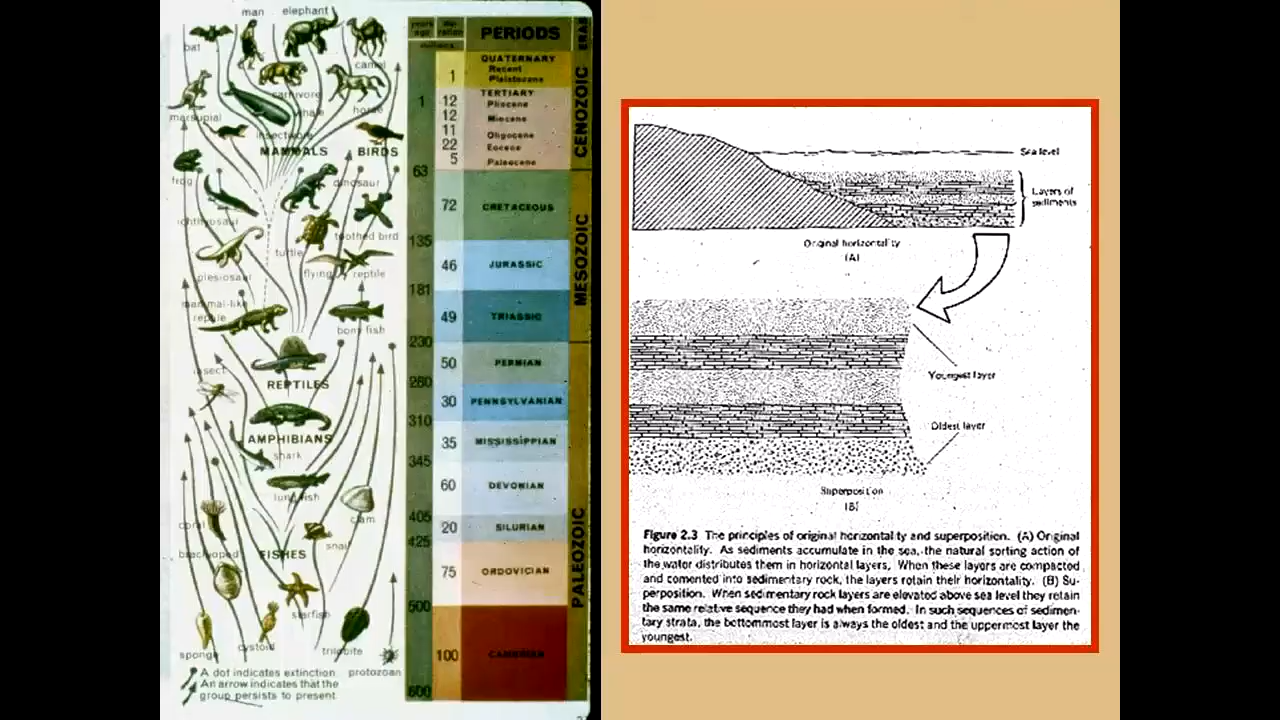 man
elephant
bat
camel
carnivore
horse
whale
marsupial
insectivore
MAMMALS
BIRDS
frog
dinosaur
ichthyosaur
toothed bird
turtle
plesiosaur
flying reptile
mammal-like
reptile
bony fish
insect
REPTILES
AMPHIBIANS
shark
lungfish
coral
clam
brachiopod
FISHES
snail
starfish
cystoid
sponge
trilobite
protozoan
A dot indicates extinction.
An arrow indicates that the
group persists to present.
years
ago
du-
ration
PERIODS
ERAS
QUATERNARY
1
Recent
Pleistocene
1
TERTIARY
12
Pliocene
12
Miocene
11
Oligocene
22
Eocene
5
Paleocene
CENOZOIC
63
72
CRETACEOUS
135
46
JURASSIC
181
49
TRIASSIC
MESOZOIC
230
50
PERMIAN
280
30
PENNSYLVANIAN
310
35
MISSISSIPPIAN
345
60
DEVONIAN
405
20
SILURIAN
425
75
ORDOVICIAN
500
100
CAMBRIAN
600
PALEOZOIC
Sea level
Layers of
sediments
Original horizontality
(A)
Youngest layer
Oldest layer
Superposition
(B)
Figure 2.3 The principles of original horizontality and superposition. (A) Original
horizontality. As sediments accumulate in the sea, the natural sorting action of
the water distributes them in horizontal layers. When these layers are compacted
and cemented into sedimentary rock, the layers retain their horizontality. (B) Su-
perposition. When sedimentary rock layers are elevated above sea level they retain
the same relative sequence they had when formed. In such sequences of sedimen-
tary strata, the bottommost layer is always the oldest and the uppermost layer the
youngest.